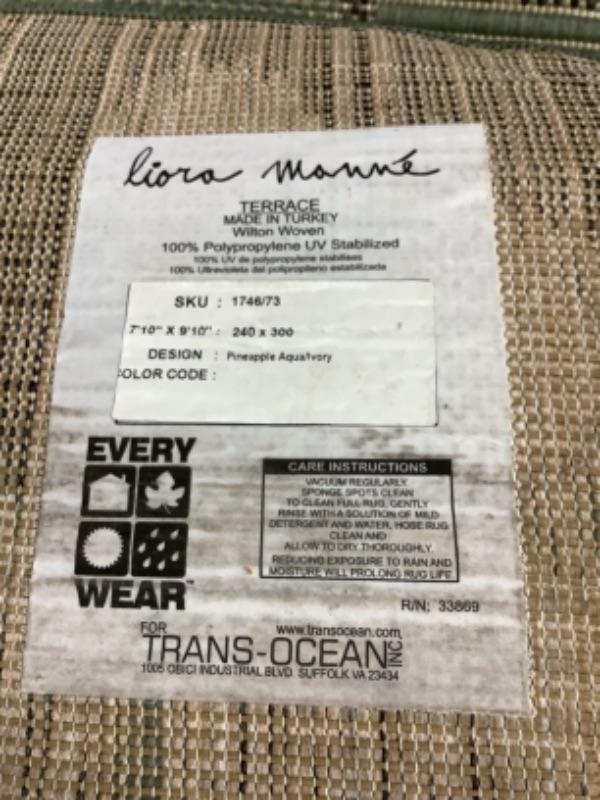 liora manné
TERRACE
MADE IN TURKEY
Wilton Woven
100% Polypropylene UV Stabilized
100% UV de polypropylene stabilises
100% Ultravioleta del polipropileno estabilizada
SKU : 1746/73
7'10" X 9'10" : 240 x 300
DESIGN : Pineapple Aqua/Ivory
COLOR CODE :
EVERY
WEAR™
CARE INSTRUCTIONS
VACUUM REGULARLY
SPONGE SPOTS CLEAN
TO CLEAN FULL RUG, GENTLY
RINSE WITH A SOLUTION OF MILD
DETERGENT AND WATER, HOSE RUG
CLEAN AND
ALLOW TO DRY THOROUGHLY
REDUCING EXPOSURE TO RAIN AND
MOISTURE WILL PROLONG RUG LIFE
R/N: 33869
FOR www.transocean.com
TRANS-OCEAN INC
1005 OBICI INDUSTRIAL BLVD. SUFFOLK VA 23434